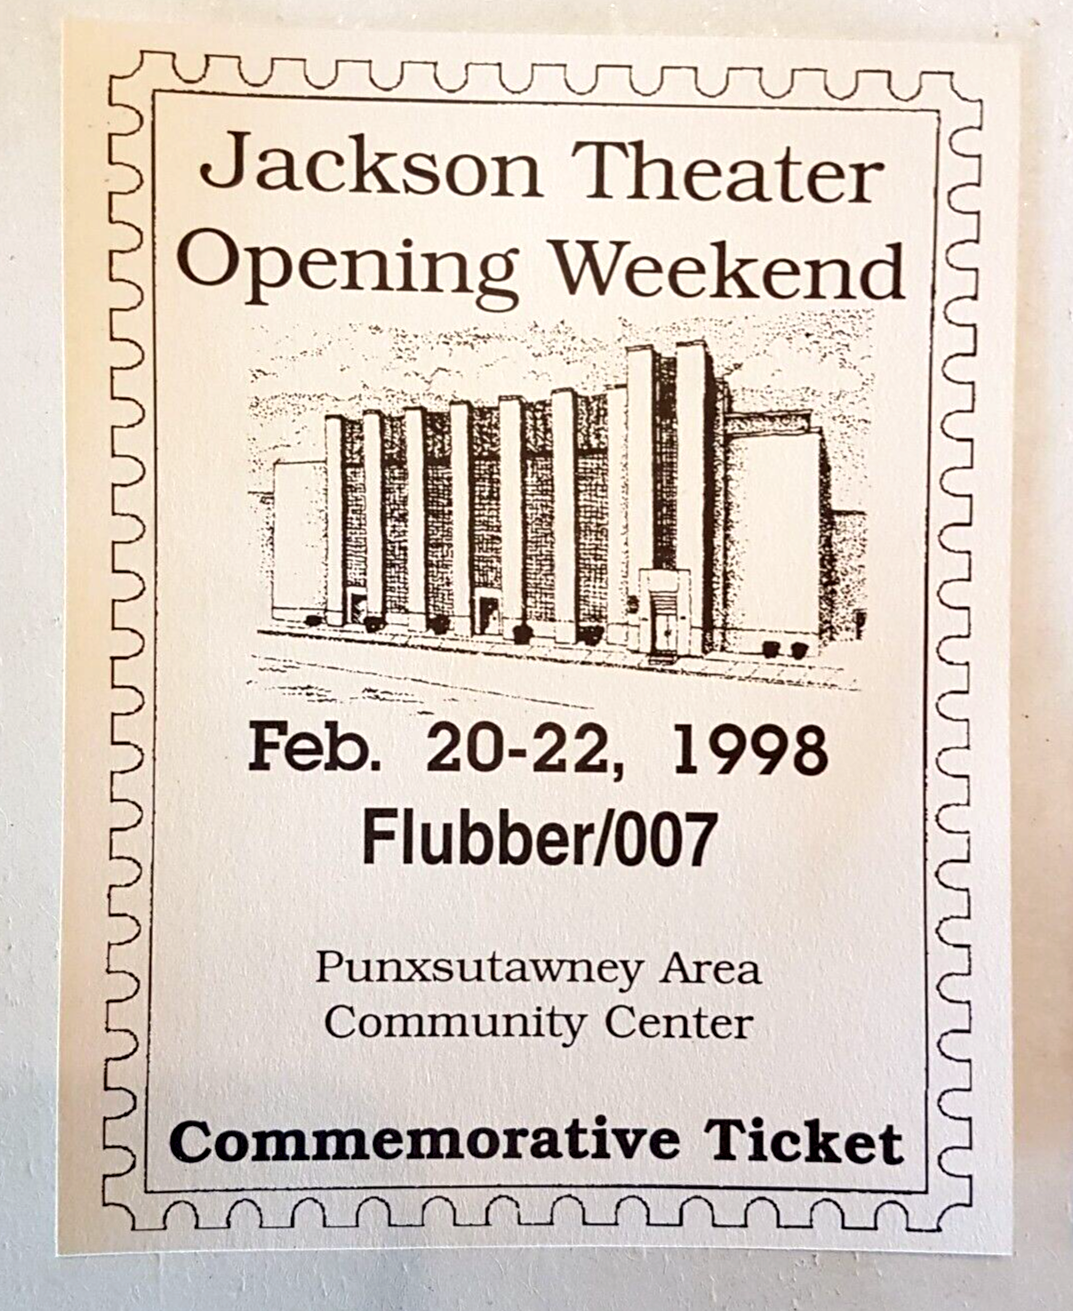 Jackson Theater
Opening Weekend
Feb. 20-22, 1998
Flubber/007
Punxsutawney Area
Community Center
Commemorative Ticket